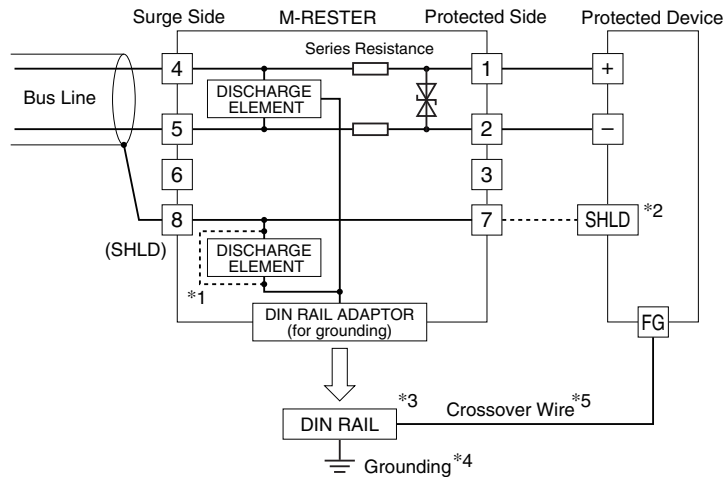 Surge Side M-RESTER Protected Side Protected Device
Series Resistance
4 1 +
Bus Line
DISCHARGE
ELEMENT
5 2 −
6 3
8 7 SHLD *2
(SHLD)
DISCHARGE
ELEMENT
*1
DIN RAIL ADAPTOR
(for grounding)
FG
*3
DIN RAIL
Crossover Wire*5
Grounding*4